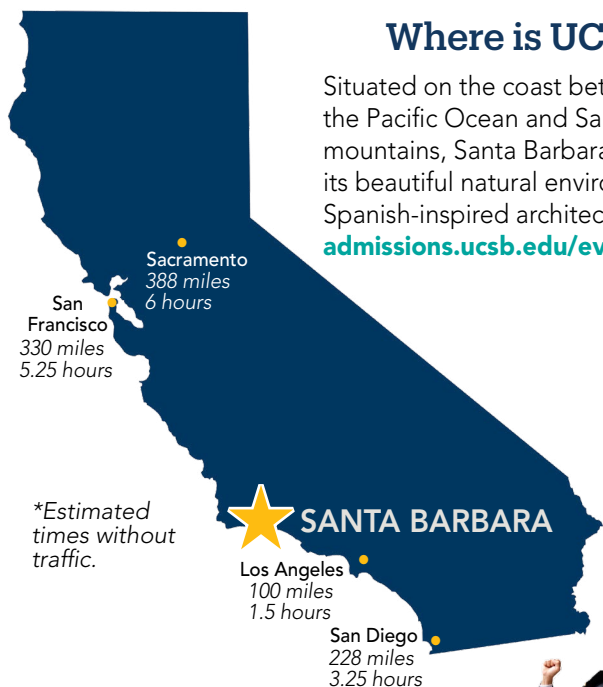 Where is UC
Situated on the coast bet
the Pacific Ocean and Sa
mountains, Santa Barbara
its beautiful natural enviro
Spanish-inspired architec
admissions.ucsb.edu/ev
Sacramento
388 miles
6 hours
San
Francisco
330 miles
5.25 hours
*Estimated
times without
traffic.
SANTA BARBARA
Los Angeles
100 miles
1.5 hours
San Diego
228 miles
3.25 hours